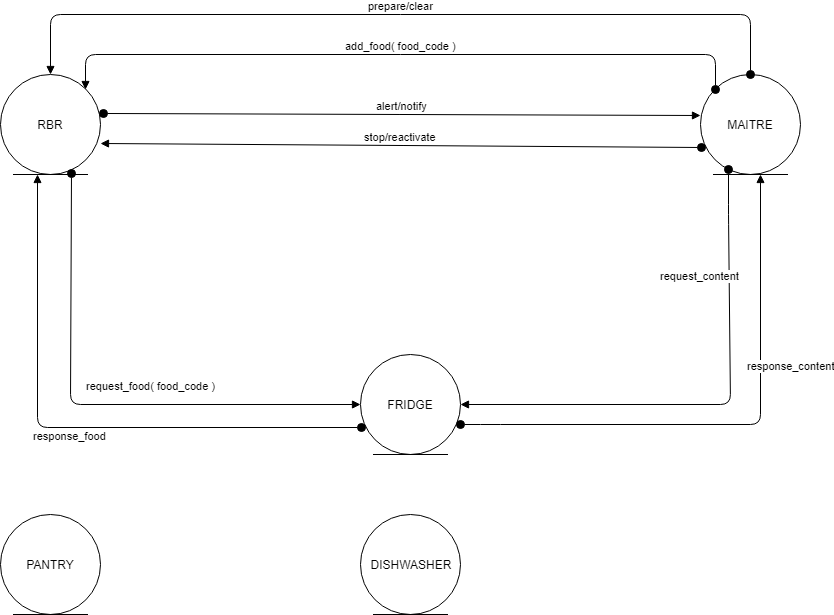 prepare/clear
add_food( food_code )
alert/notify
RBR
MAITRE
stop/reactivate
request_content
response_content
request_food( food_code )
FRIDGE
response_food
PANTRY
DISHWASHER